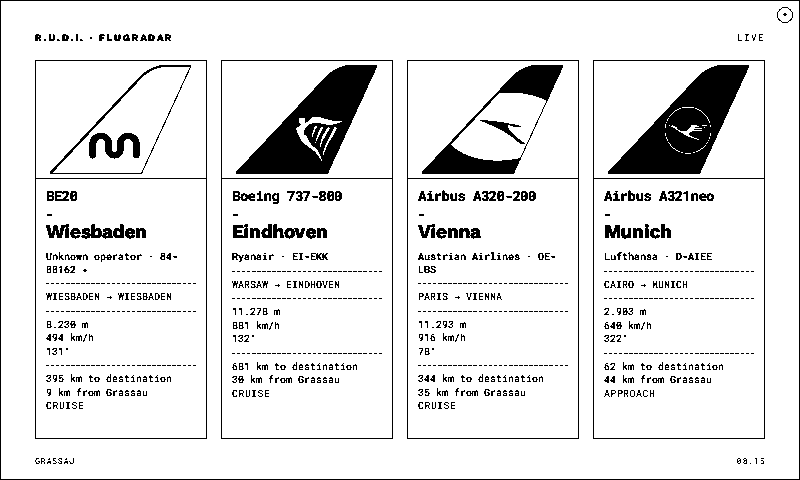 R.U.D.I. · FLUGRADAR
LIVE
BE20
-
Wiesbaden
Unknown operator · 84-
00162 ✦
WIESBADEN → WIESBADEN
8.230 m
494 km/h
131°
395 km to destination
9 km from Grassau
CRUISE
Boeing 737-800
-
Eindhoven
Ryanair · EI-EKK
WARSAW → EINDHOVEN
11.278 m
881 km/h
132°
681 km to destination
30 km from Grassau
CRUISE
Airbus A320-200
-
Vienna
Austrian Airlines · OE-
LBS
PARIS → VIENNA
11.293 m
916 km/h
78°
344 km to destination
35 km from Grassau
CRUISE
Airbus A321neo
-
Munich
Lufthansa · D-AIEE
CAIRO → MUNICH
2.903 m
640 km/h
322°
62 km to destination
44 km from Grassau
APPROACH
GRASSAU
08.15